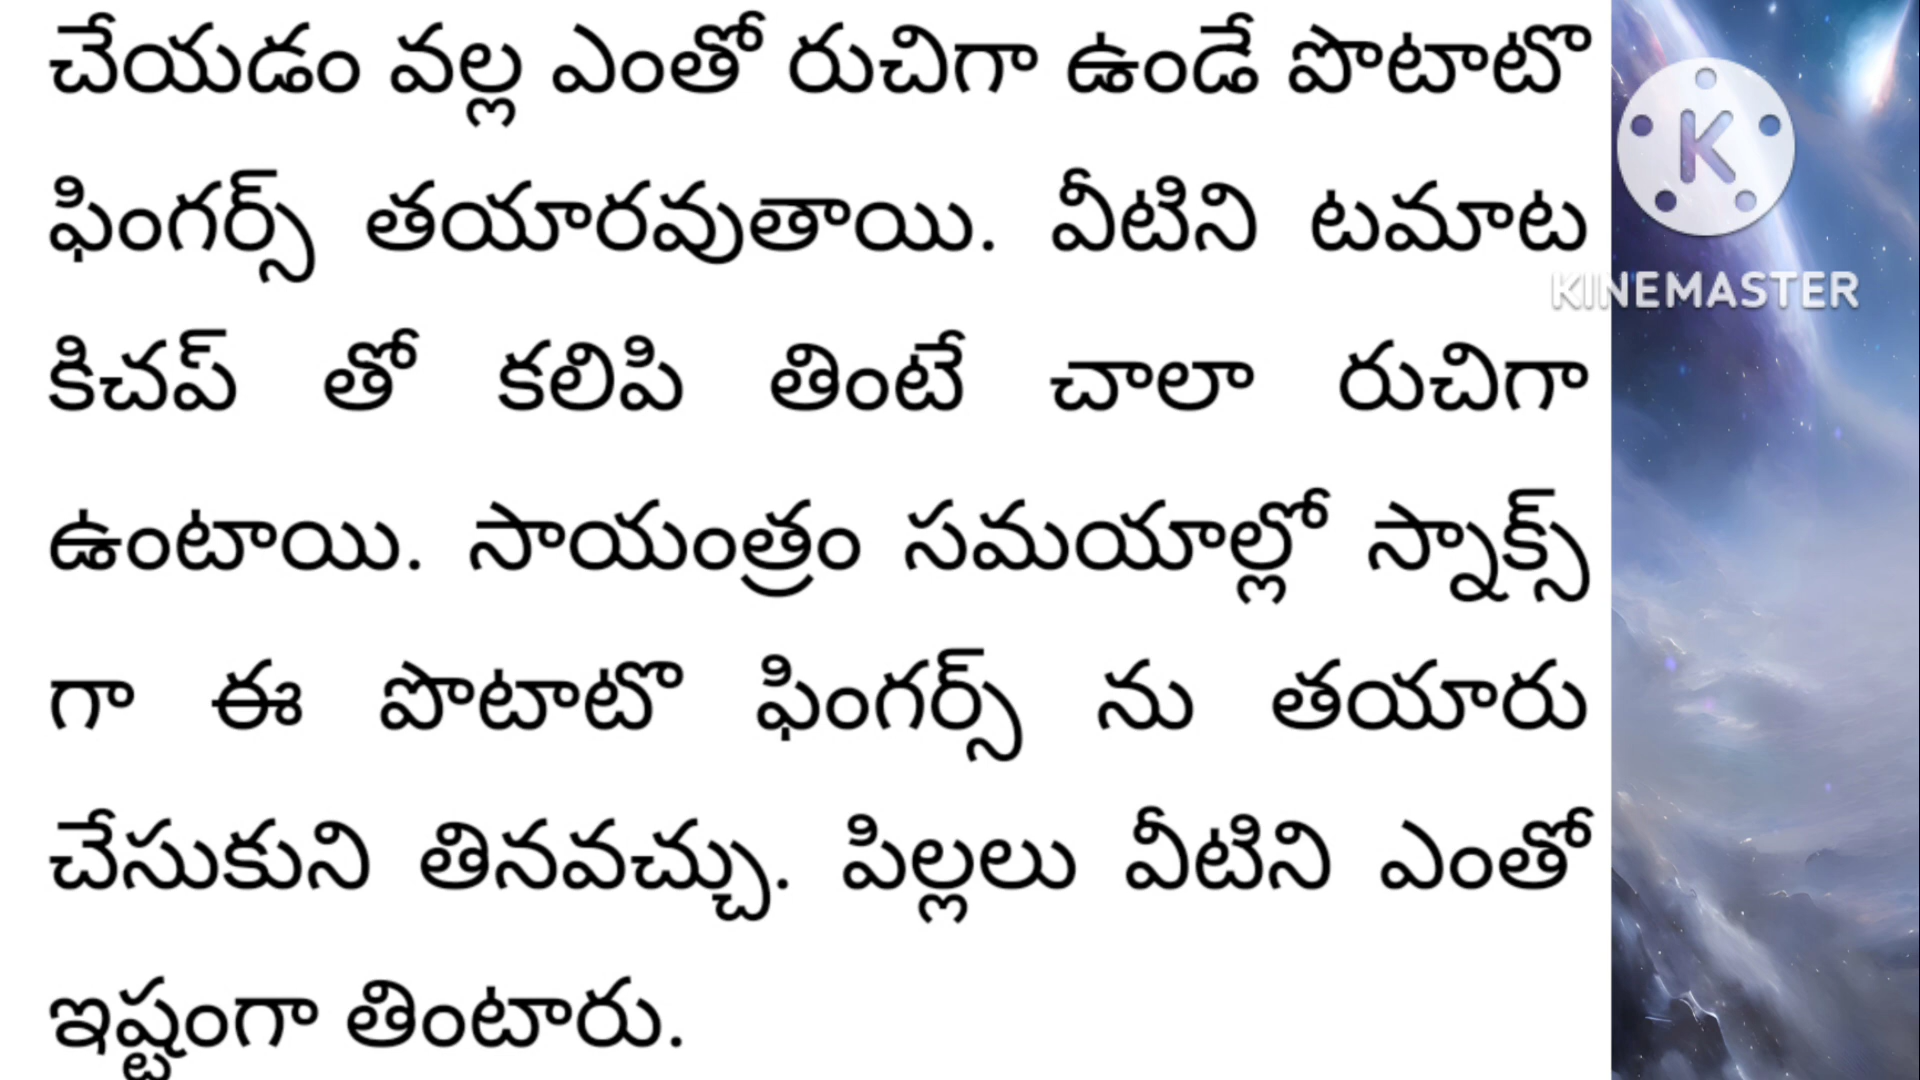 చేయడం వల్ల ఎంతో రుచిగా ఉండే పొటాటొ
ఫింగర్స్ తయారవుతాయి. వీటిని టమాట
కిచప్ తో కలిపి తింటే చాలా రుచిగా
ఉంటాయి. సాయంత్రం సమయాల్లో స్నాక్స్
గా ఈ పొటాటొ ఫింగర్స్ ను తయారు
చేసుకుని తినవచ్చు. పిల్లలు వీటిని ఎంతో
ఇష్టంగా తింటారు.
K
KINEMASTER